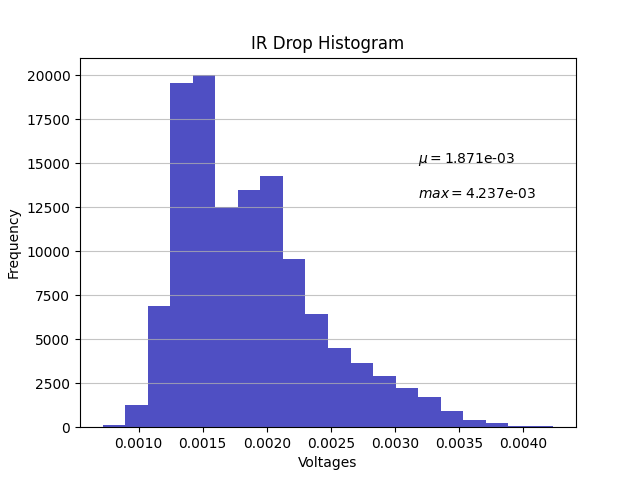 IR Drop Histogram
20000
17500
15000
12500
10000
7500
5000
2500
0
Frequency
μ = 1.871e-03
max = 4.237e-03
0.0010 0.0015 0.0020 0.0025 0.0030 0.0035 0.0040
Voltages